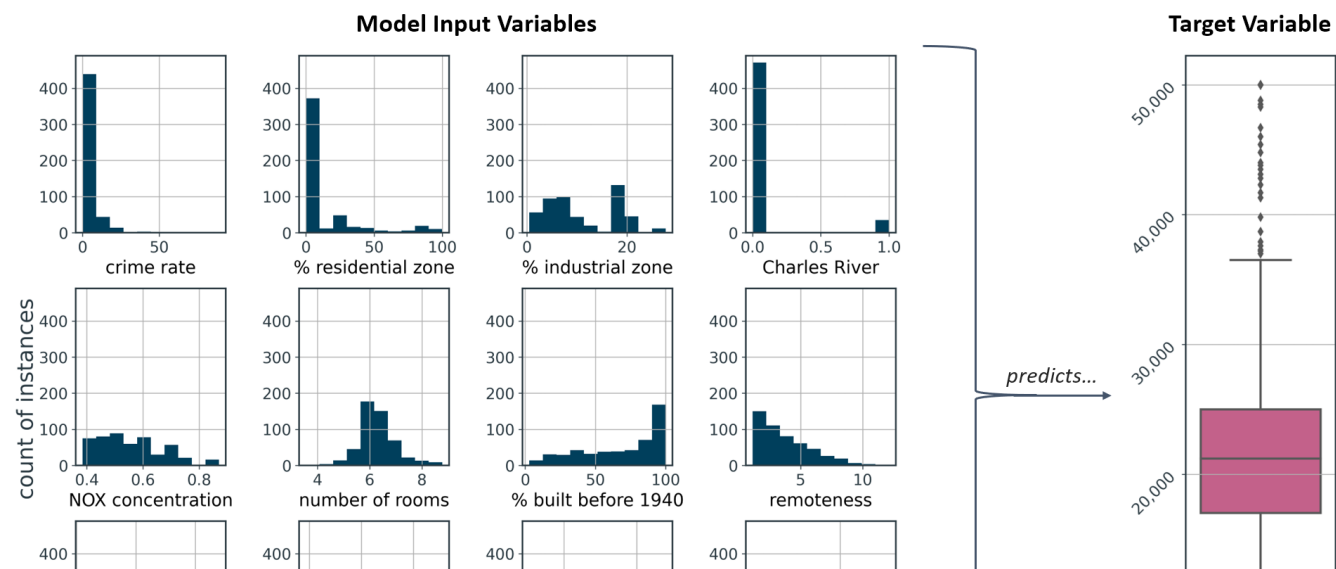 Model Input Variables
Target Variable
400 400 400 400
300 300 300 300
200 200 200 200
100 100 100 100
0 0 0 0
0 50 0 50 100 0 20 0.0 0.5 1.0
crime rate % residential zone % industrial zone Charles River
count of instances
400 400 400 400
300 300 300 300
200 200 200 200
100 100 100 100
0 0 0 0
0.4 0.6 0.8 4 6 8 0 50 100 5 10
NOX concentration number of rooms % built before 1940 remoteness
400 400 400 400
predicts...
50,000
40,000
30,000
20,000